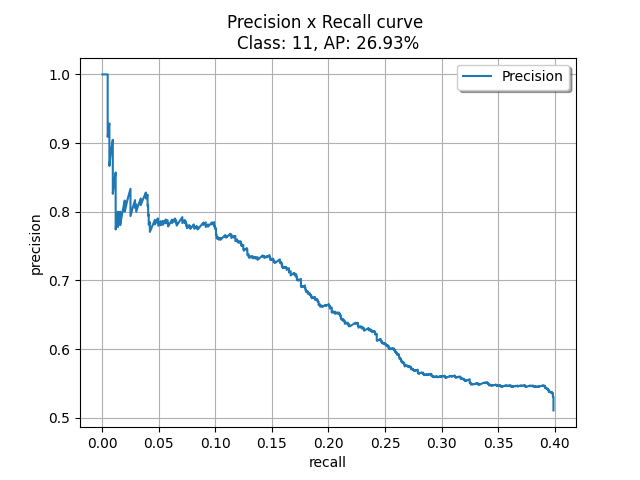 Precision x Recall curve
Class: 11, AP: 26.93%
Precision
precision
1.0
0.9
0.8
0.7
0.6
0.5
0.00 0.05 0.10 0.15 0.20 0.25 0.30 0.35 0.40
recall